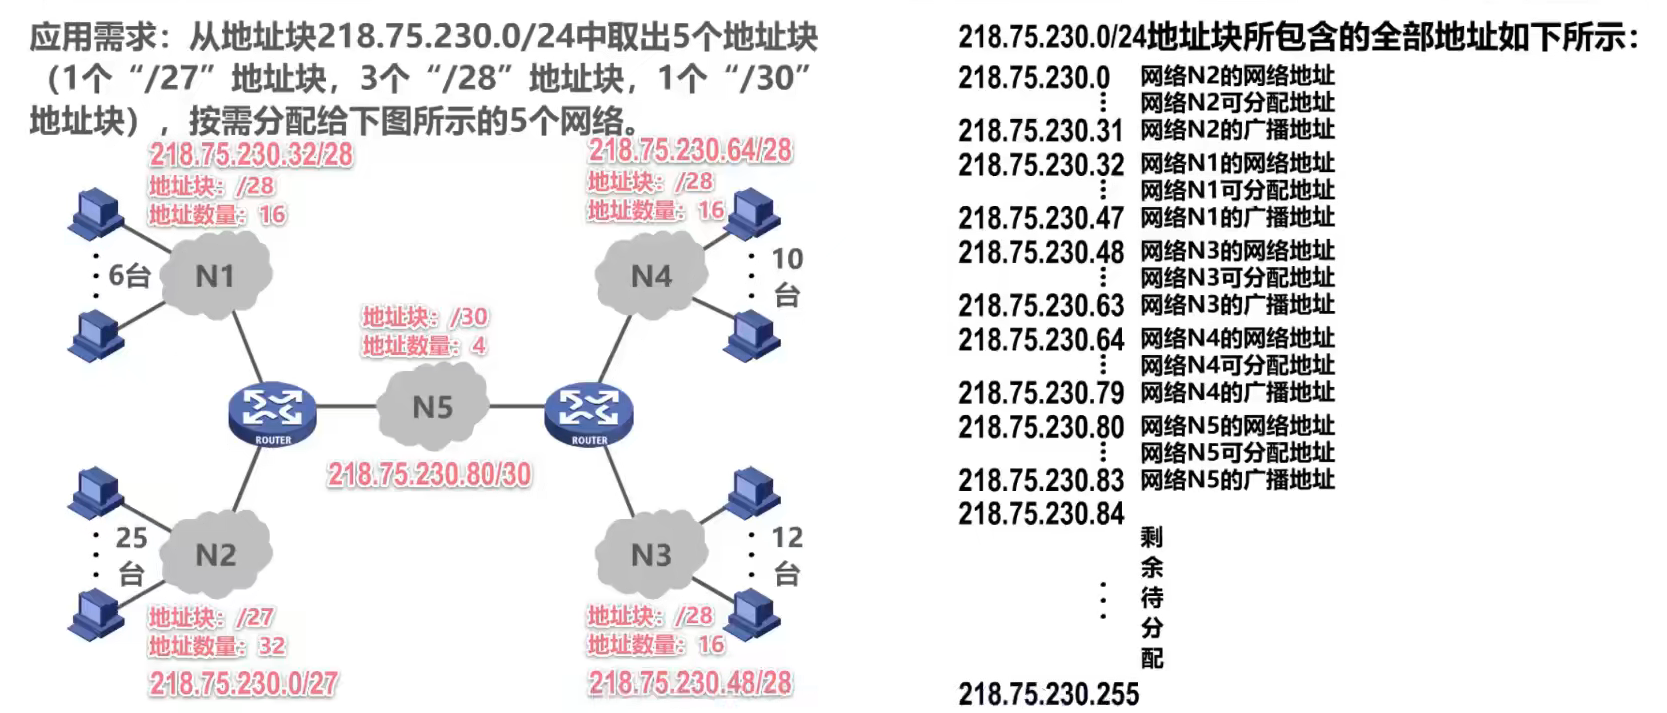 应用需求：从地址块218.75.230.0/24中取出5个地址块
（1个“/27”地址块，3个“/28”地址块，1个“/30”
地址块），按需分配给下图所示的5个网络。
218.75.230.32/28
地址块：/28
地址数量：16
6台
N1
218.75.230.64/28
地址块：/28
地址数量：16
N4
10
台
地址块：/30
地址数量：4
N5
ROUTER
ROUTER
218.75.230.80/30
25
台
N2
地址块：/27
地址数量：32
218.75.230.0/27
N3
12
台
地址块：/28
地址数量：16
218.75.230.48/28
218.75.230.0/24地址块所包含的全部地址如下所示：
218.75.230.0 网络N2的网络地址
网络N2可分配地址
218.75.230.31 网络N2的广播地址
218.75.230.32 网络N1的网络地址
网络N1可分配地址
218.75.230.47 网络N1的广播地址
218.75.230.48 网络N3的网络地址
网络N3可分配地址
218.75.230.63 网络N3的广播地址
218.75.230.64 网络N4的网络地址
网络N4可分配地址
218.75.230.79 网络N4的广播地址
218.75.230.80 网络N5的网络地址
网络N5可分配地址
218.75.230.83 网络N5的广播地址
218.75.230.84
剩
余
待
分
配
218.75.230.255